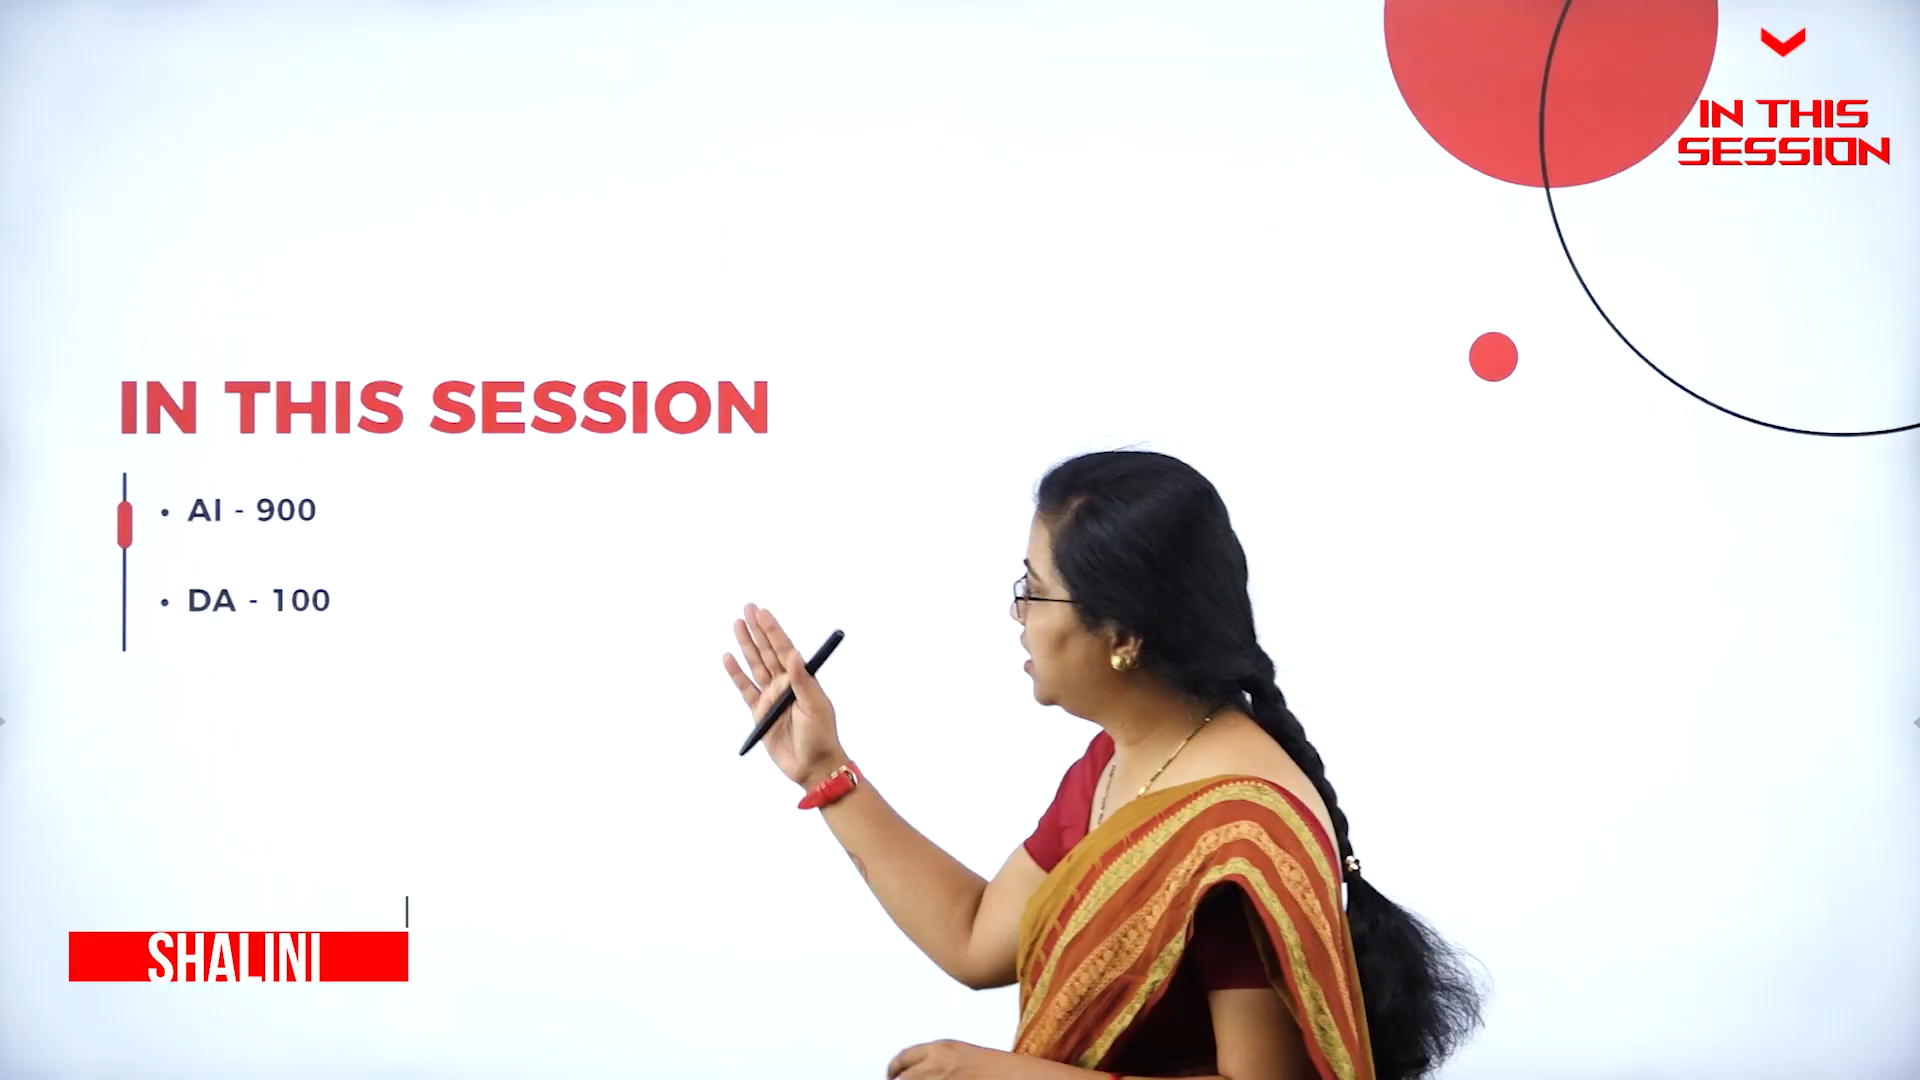 IN THIS
SESSION
IN THIS SESSION
• AI - 900
• DA - 100
SHALINI